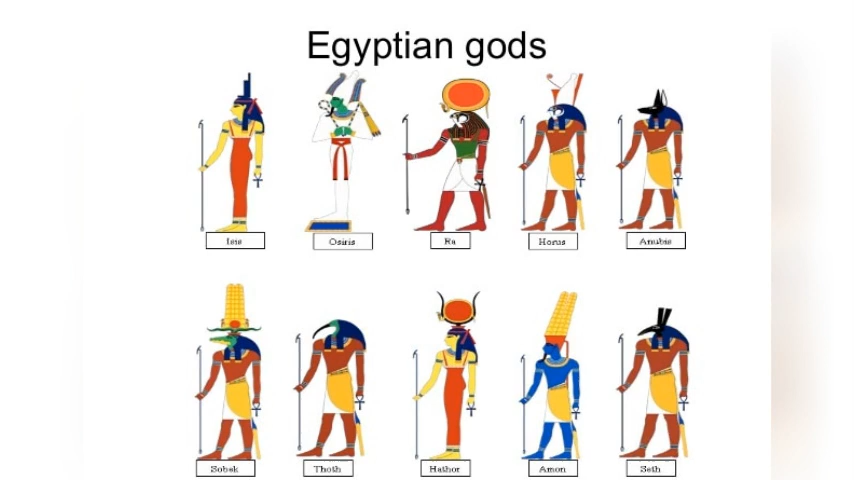 Egyptian gods
Isis
Osiris
Ra
Horus
Anubis
Sobek
Thoth
Hathor
Amon
Seth